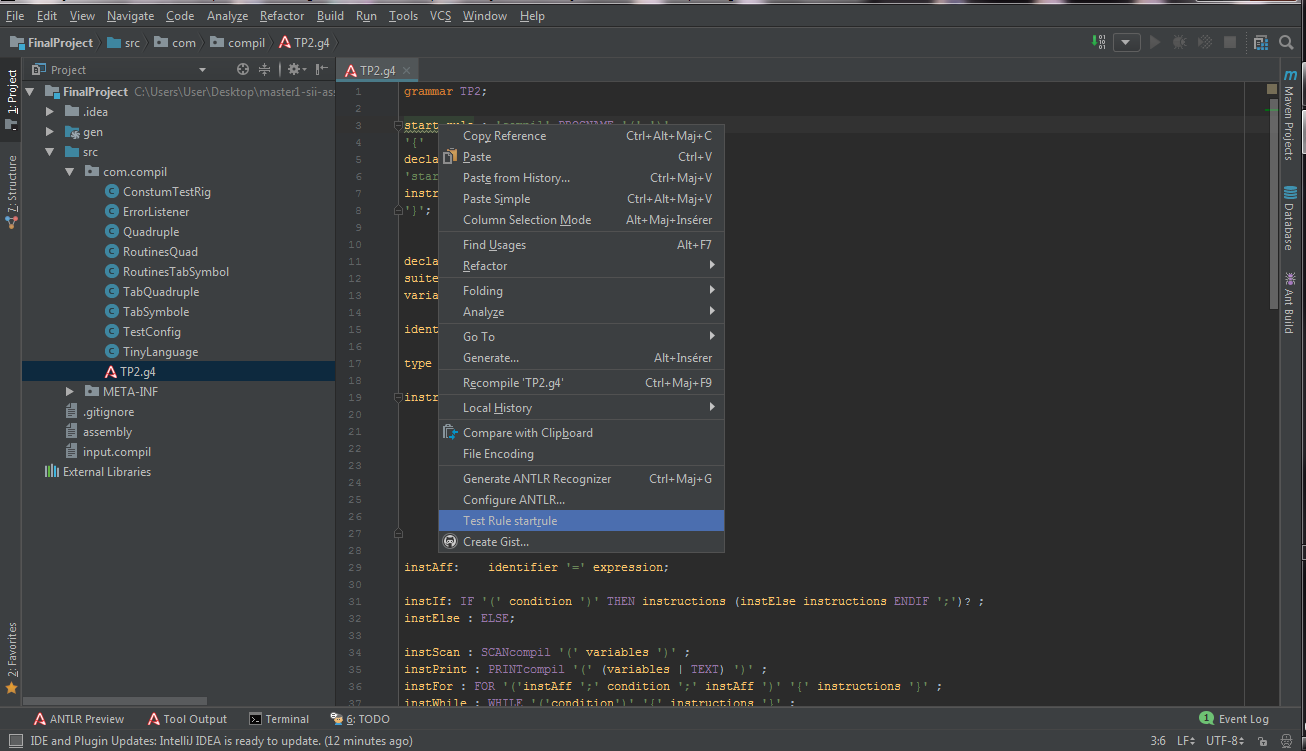 File Edit View Navigate Code Analyze Refactor Build Run Tools VCS Window Help
FinalProject src com compil TP2.g4
Project
TP2.g4
1: Project
7: Structure
2: Favorites
FinalProject C:\Users\User\Desktop\master1-sii-as
.idea
gen
src
com.compil
ConstumTestRig
ErrorListener
Quadruple
RoutinesQuad
RoutinesTabSymbol
TabQuadruple
TabSymbole
TestConfig
TinyLanguage
TP2.g4
META-INF
.gitignore
assembly
input.compil
External Libraries
1 grammar TP2;
2
3
4 '{'
5 decla
6 'star
7 instr
8 '}';
9
10
11 decla
12 suite
13 varia
14
15 ident
16
17 type
18
19 instr
20
21
22
23
24
25
26
27
28
29 instAff: identifier '=' expression;
30
31 instIf: IF '(' condition ')' THEN instructions (instElse instructions ENDIF ';')? ;
32 instElse : ELSE;
33
34 instScan : SCANcompil '(' variables ')' ;
35 instPrint : PRINTcompil '(' (variables | TEXT) ')' ;
36 instFor : FOR '('instAff ';' condition ';' instAff ')' '{' instructions '}' ;
37 instWhile : WHILE '('condition')' '{' instructions '}' ;
Copy Reference Ctrl+Alt+Maj+C
Paste Ctrl+V
Paste from History... Ctrl+Maj+V
Paste Simple Ctrl+Alt+Maj+V
Column Selection Mode Alt+Maj+Insérer
Find Usages Alt+F7
Refactor
Folding
Analyze
Go To
Generate... Alt+Insérer
Recompile 'TP2.g4' Ctrl+Maj+F9
Local History
Compare with Clipboard
File Encoding
Generate ANTLR Recognizer Ctrl+Maj+G
Configure ANTLR...
Test Rule startrule
Create Gist...
Maven Projects
Database
Ant Build
ANTLR Preview Tool Output Terminal 6: TODO 1 Event Log
IDE and Plugin Updates: IntelliJ IDEA is ready to update. (12 minutes ago) 3:6 LF UTF-8